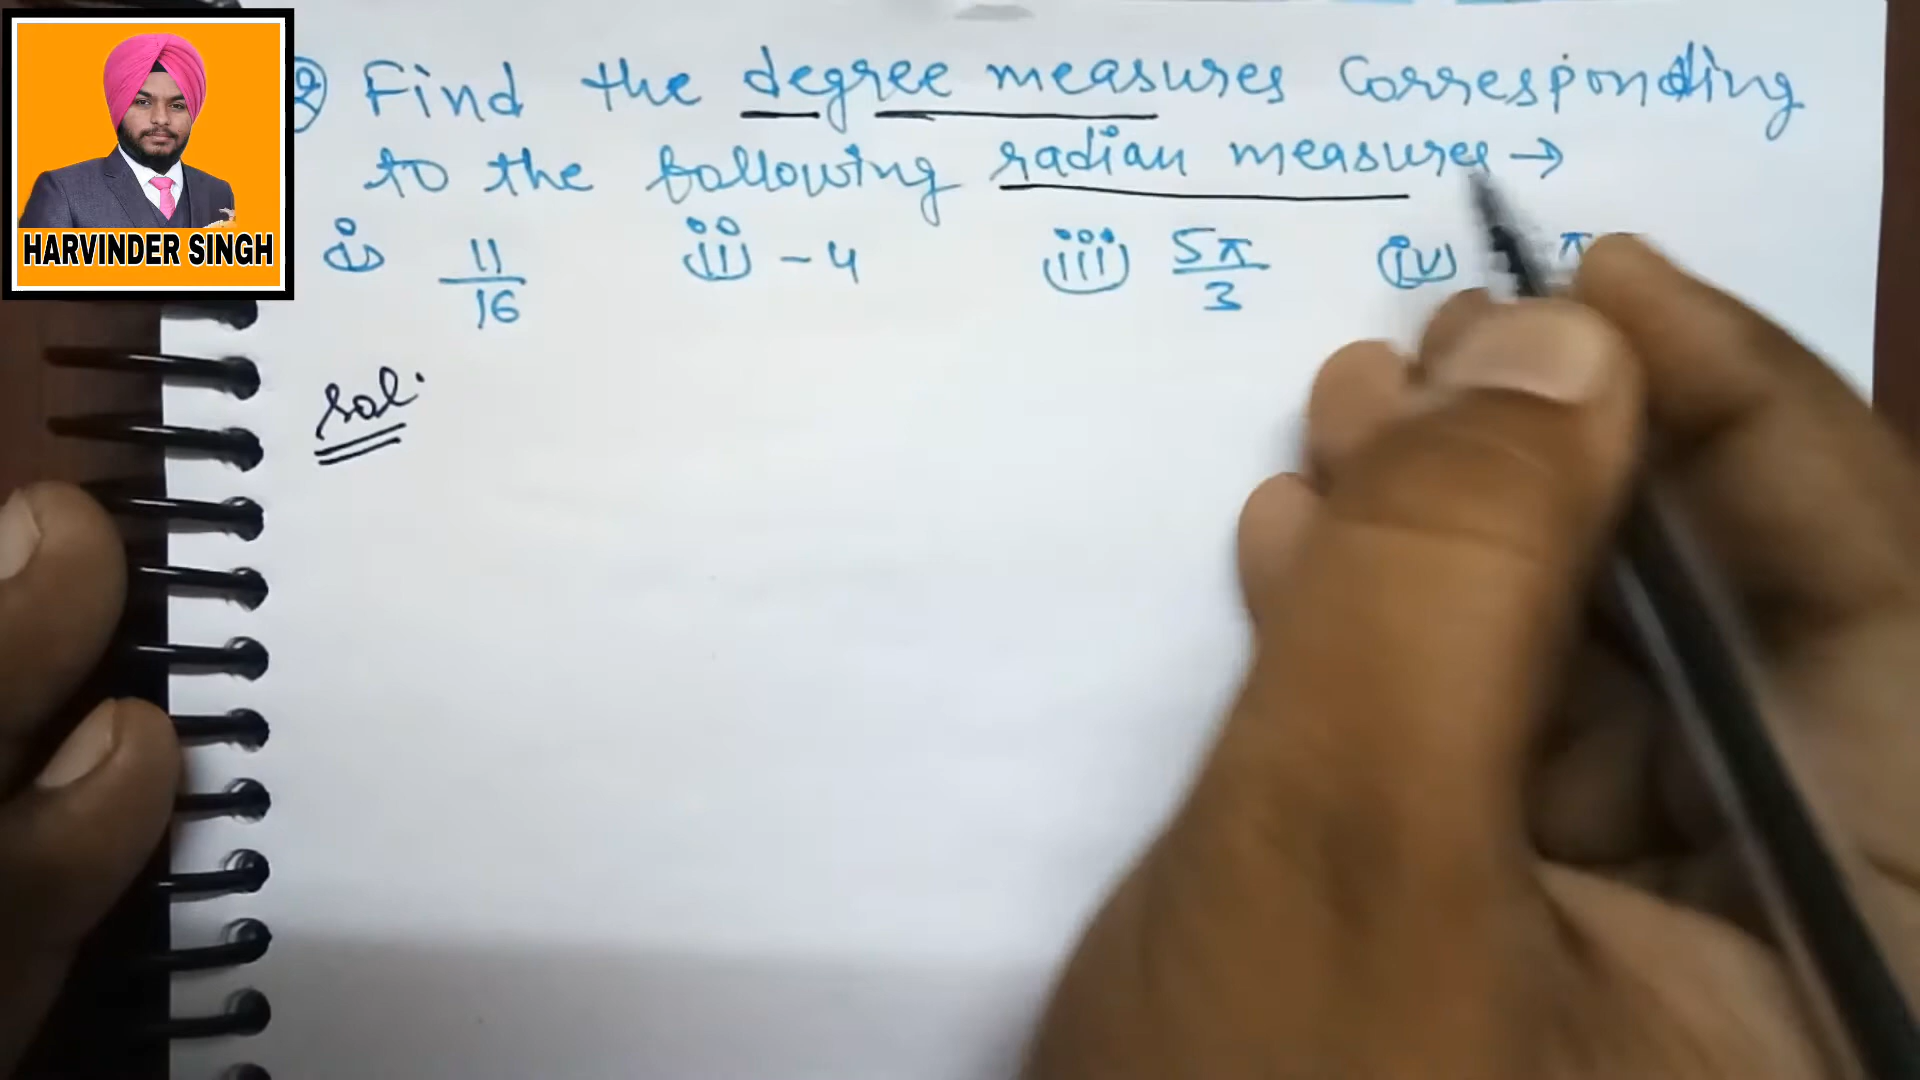 Find the degree measures Corresponding
to the following radian measures →
i) 11/16 ii) -4 iii) 5π/3 iv) π
Sol.
HARVINDER SINGH